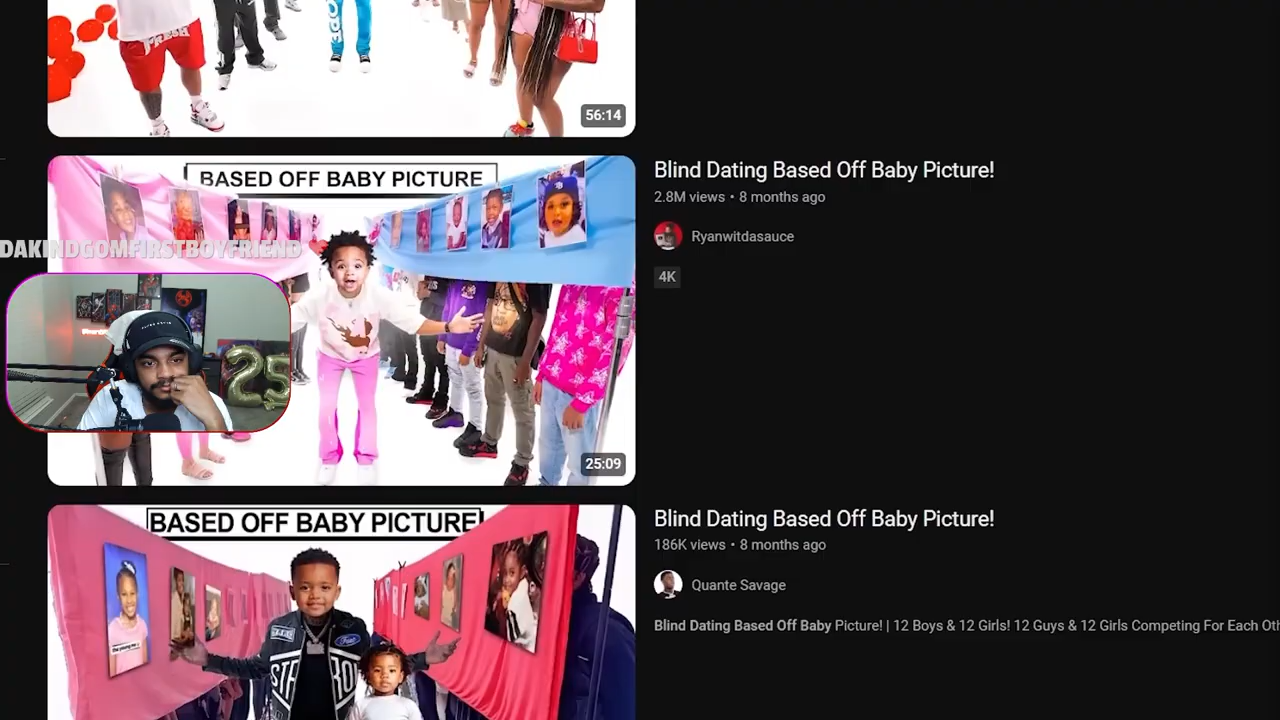 FRESH
56:14
BASED OFF BABY PICTURE
Blind Dating Based Off Baby Picture!
2.8M views • 8 months ago
Ryanwitdasauce
4K
DAKINDGOMFIRSTBOYFRIEND
25
25:09
BASED OFF BABY PICTURE
Blind Dating Based Off Baby Picture!
186K views • 8 months ago
Quante Savage
Blind Dating Based Off Baby Picture! | 12 Boys & 12 Girls! 12 Guys & 12 Girls Competing For Each Oth